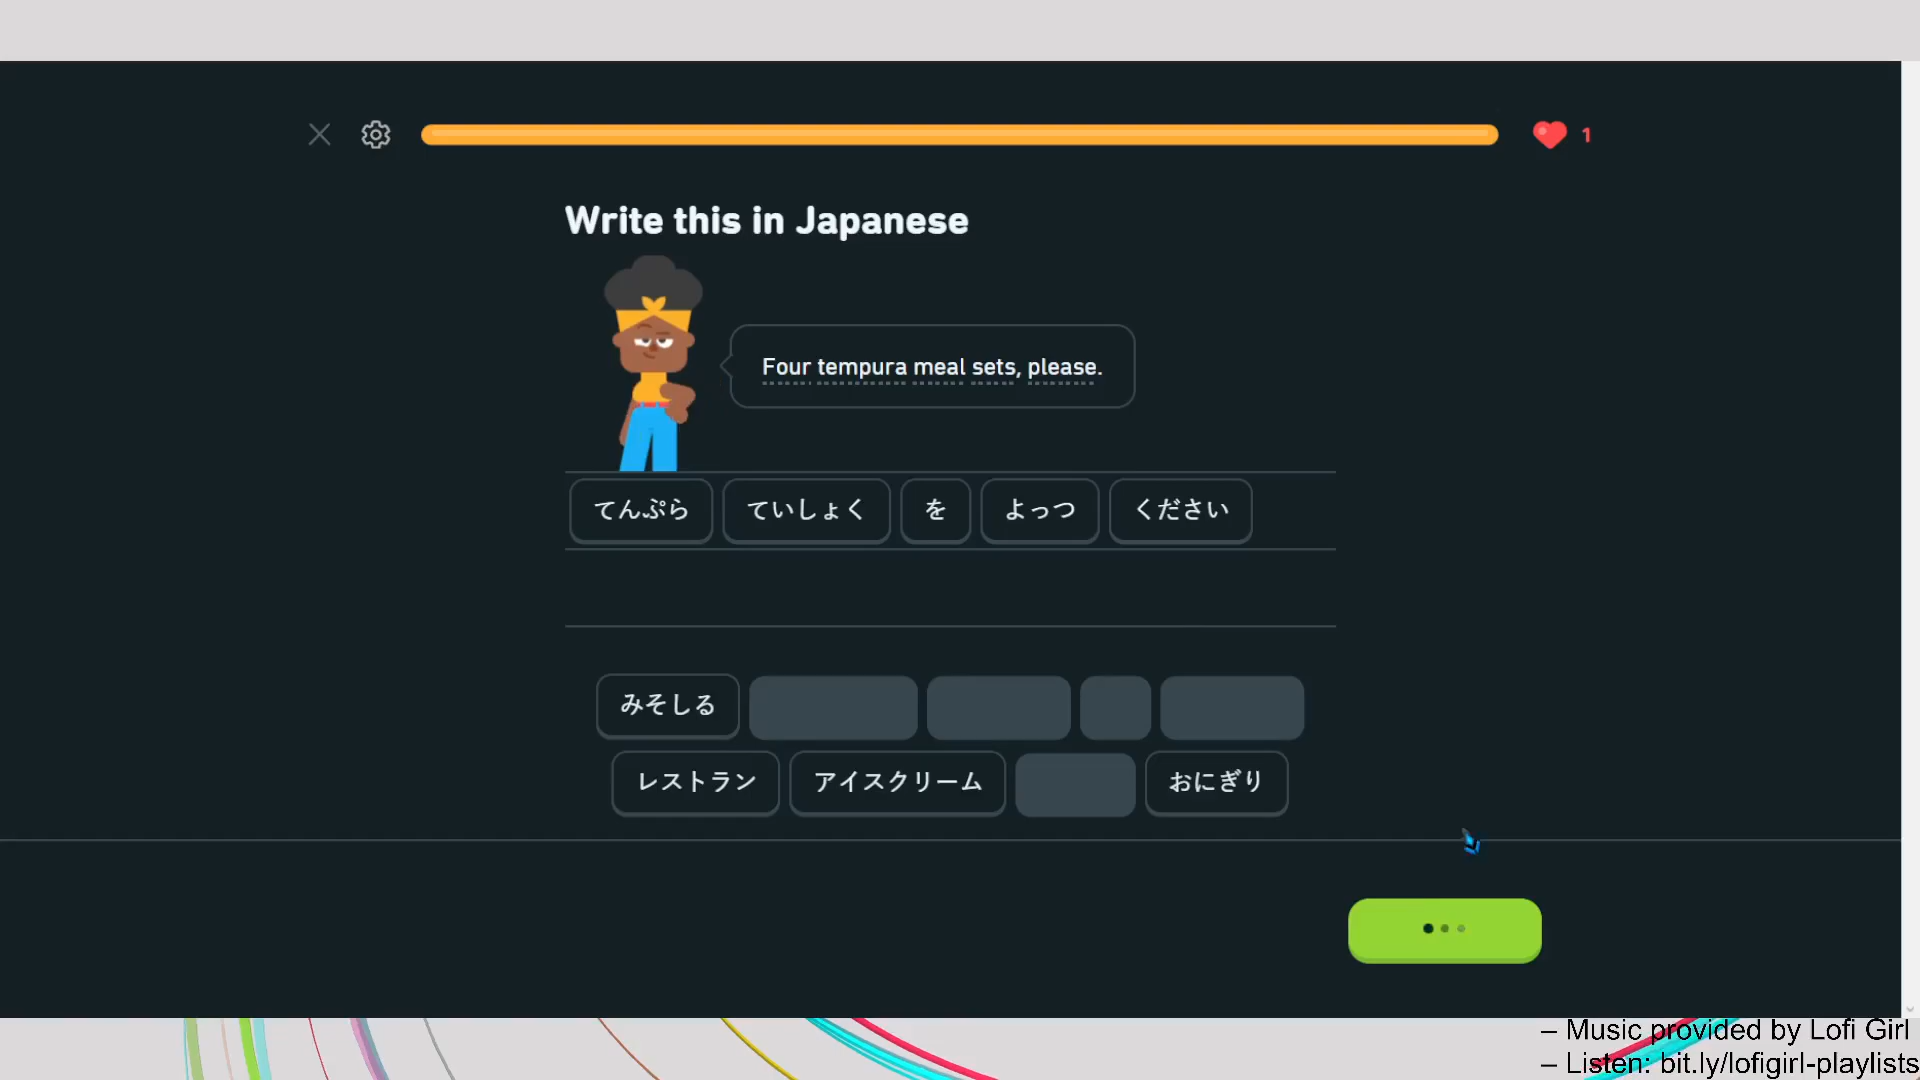 1
Write this in Japanese
Four tempura meal sets, please.
てんぷら ていしょく を よっつ ください
みそしる
レストラン アイスクリーム おにぎり
– Music provided by Lofi Girl
– Listen: bit.ly/lofigirl-playlists